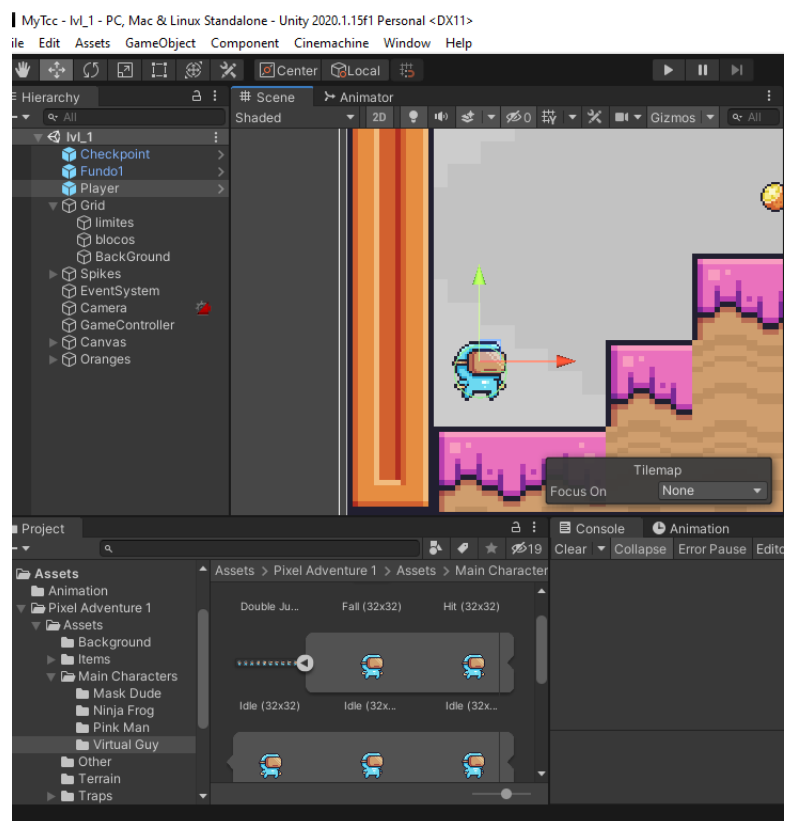 MyTcc - lvl_1 - PC, Mac & Linux Standalone - Unity 2020.1.15f1 Personal <DX11>
ile Edit Assets GameObject Component Cinemachine Window Help
Center Local
Hierarchy # Scene Animator
All Shaded 2D 0 Gizmos All
lvl_1
Checkpoint
Fundo1
Player
Grid
limites
blocos
BackGround
Spikes
EventSystem
Camera
GameController
Canvas
Oranges
Tilemap
Focus On None
Project Console Animation
19 Clear Collapse Error Pause Edito
Assets Assets > Pixel Adventure 1 > Assets > Main Character
Animation
Pixel Adventure 1 Double Ju... Fall (32x32) Hit (32x32)
Assets
Background
Items
Main Characters
Mask Dude
Ninja Frog Idle (32x32) Idle (32x... Idle (32x...
Pink Man
Virtual Guy
Other
Terrain
Traps